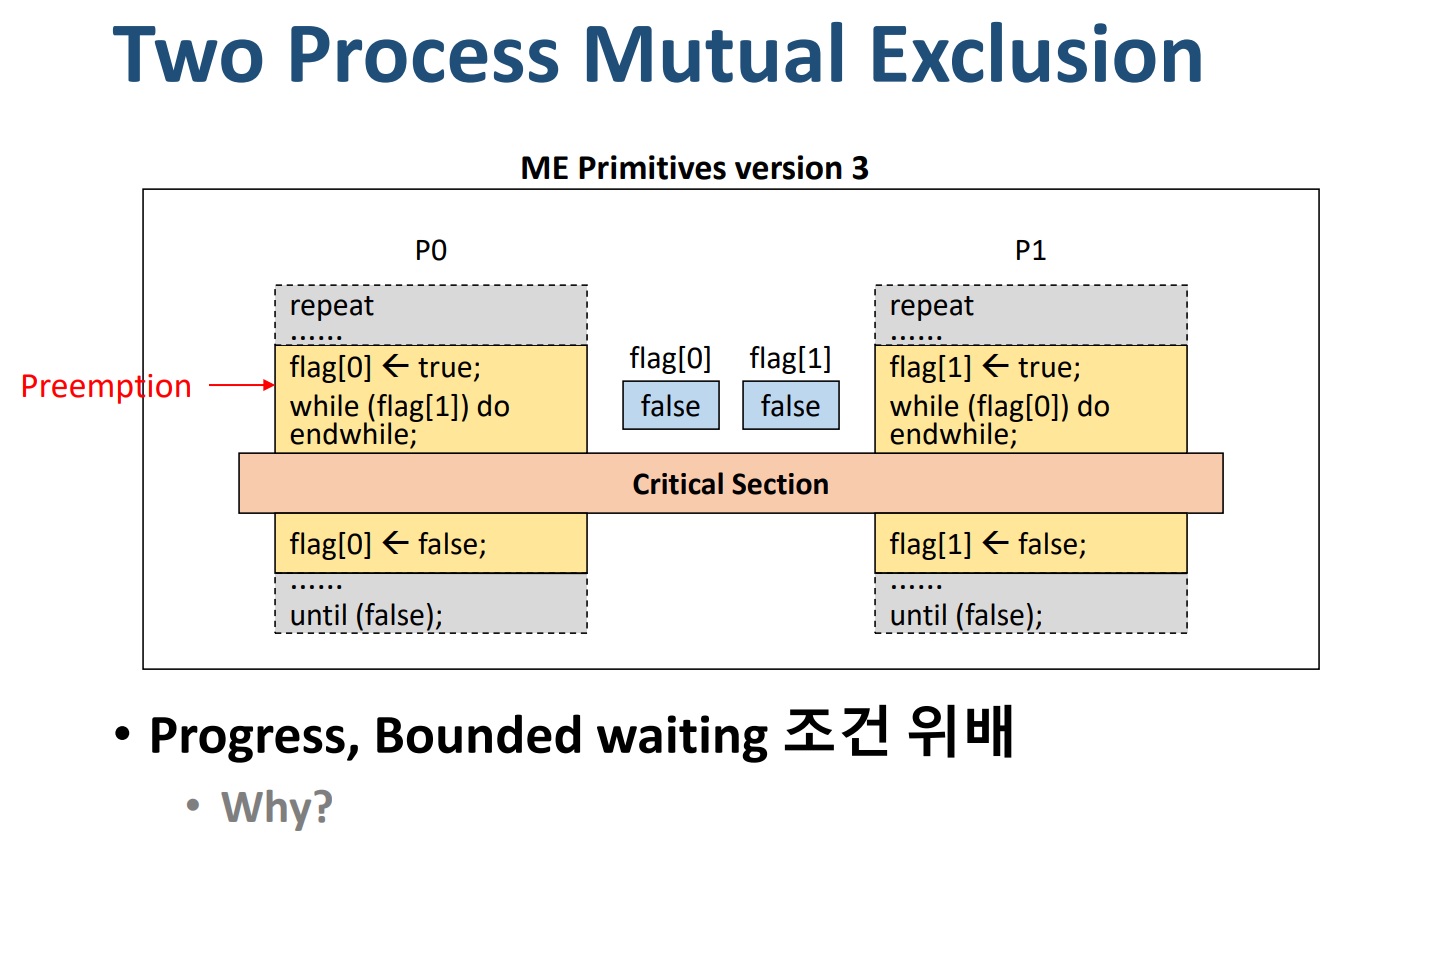 Two Process Mutual Exclusion
ME Primitives version 3
P0
repeat
......
flag[0] ← true;
Preemption
while (flag[1]) do
endwhile;
flag[0] flag[1]
false false
P1
repeat
......
flag[1] ← true;
while (flag[0]) do
endwhile;
Critical Section
flag[0] ← false;
......
until (false);
flag[1] ← false;
......
until (false);
• Progress, Bounded waiting 조건 위배
• Why?